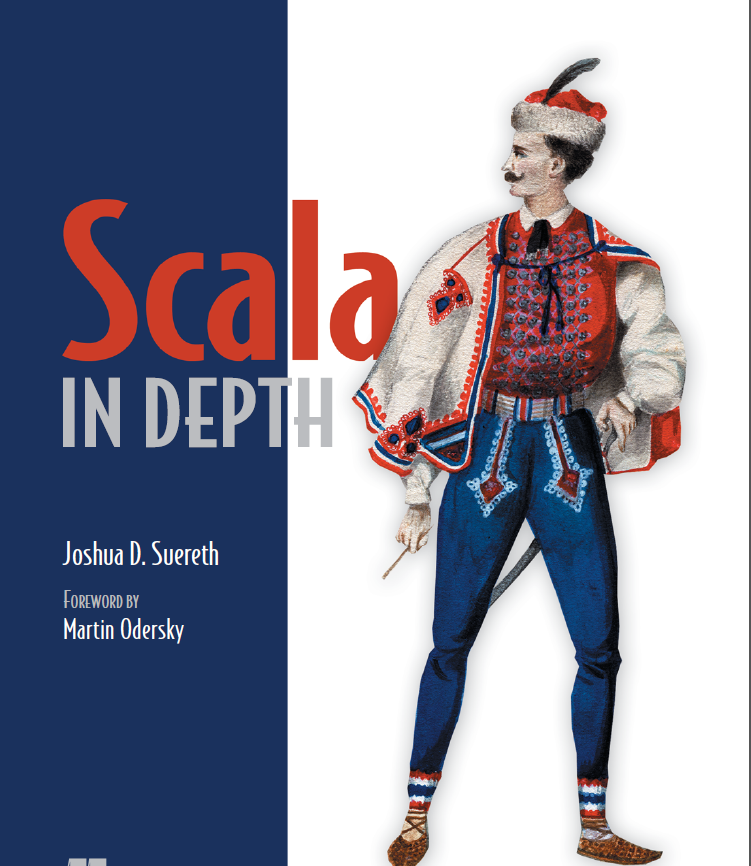 Scala
IN DEPTH
Joshua D. Suereth
FOREWORD BY
Martin Odersky